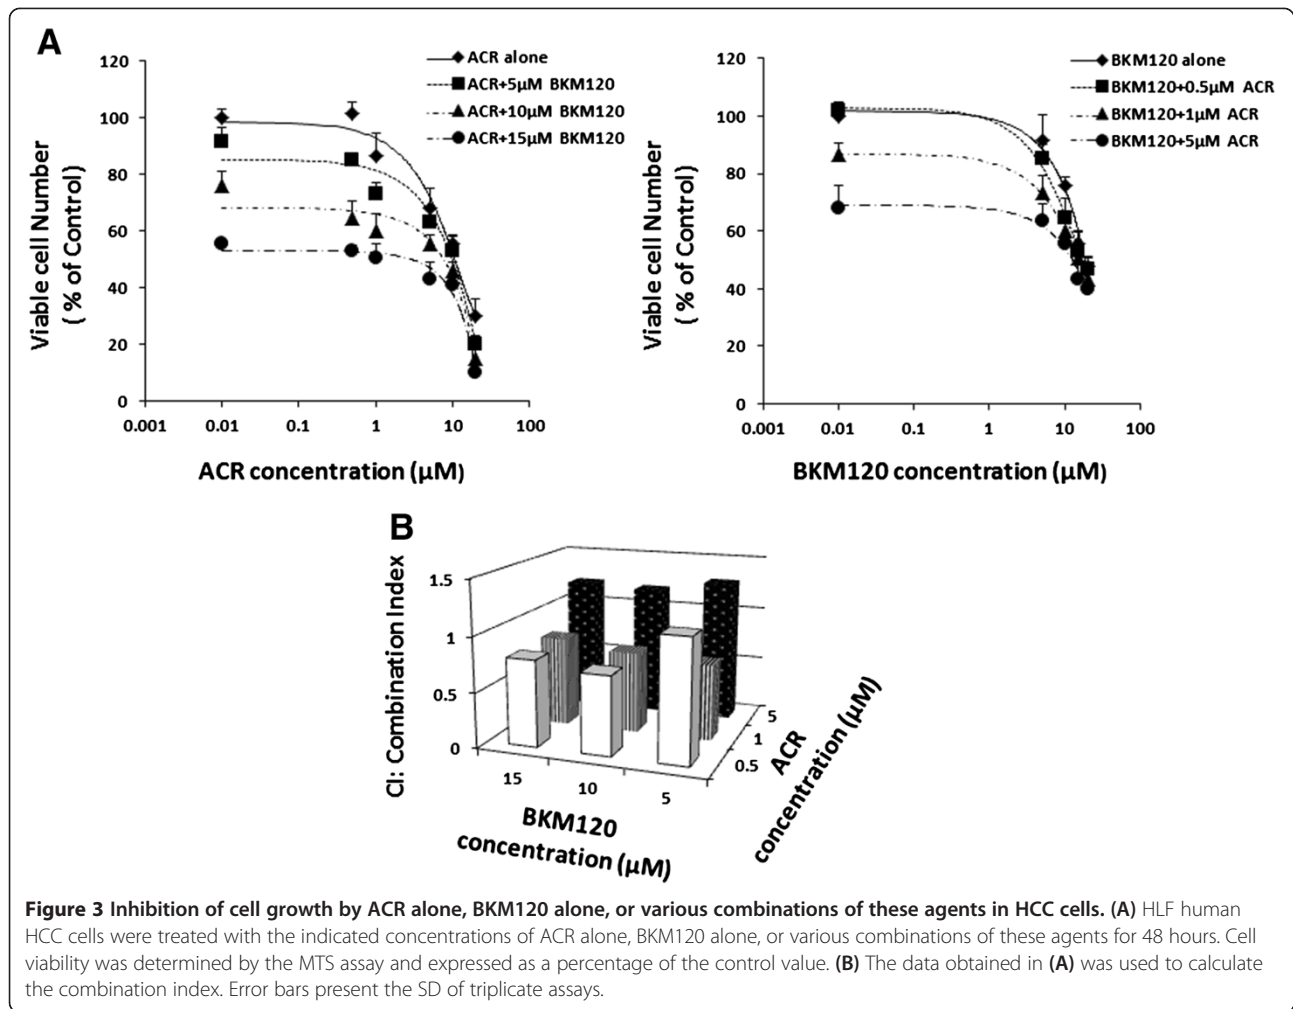 A
120
100
80
60
40
20
0
0.001 0.01 0.1 1 10 100
Viable cell Number
( % of Control)
ACR concentration (μM)
ACR alone
ACR+5μM BKM120
ACR+10μM BKM120
ACR+15μM BKM120
120
100
80
60
40
20
0
0.001 0.01 0.1 1 10 100
Viable cell Number
( % of Control)
BKM120 concentration (μM)
BKM120 alone
BKM120+0.5μM ACR
BKM120+1μM ACR
BKM120+5μM ACR
B
CI: Combination Index
1.5
1
0.5
0
15 10 5
BKM120
concentration (μM)
5
1
0.5
ACR
concentration (μM)
Figure 3 Inhibition of cell growth by ACR alone, BKM120 alone, or various combinations of these agents in HCC cells. (A) HLF human
HCC cells were treated with the indicated concentrations of ACR alone, BKM120 alone, or various combinations of these agents for 48 hours. Cell
viability was determined by the MTS assay and expressed as a percentage of the control value. (B) The data obtained in (A) was used to calculate
the combination index. Error bars present the SD of triplicate assays.